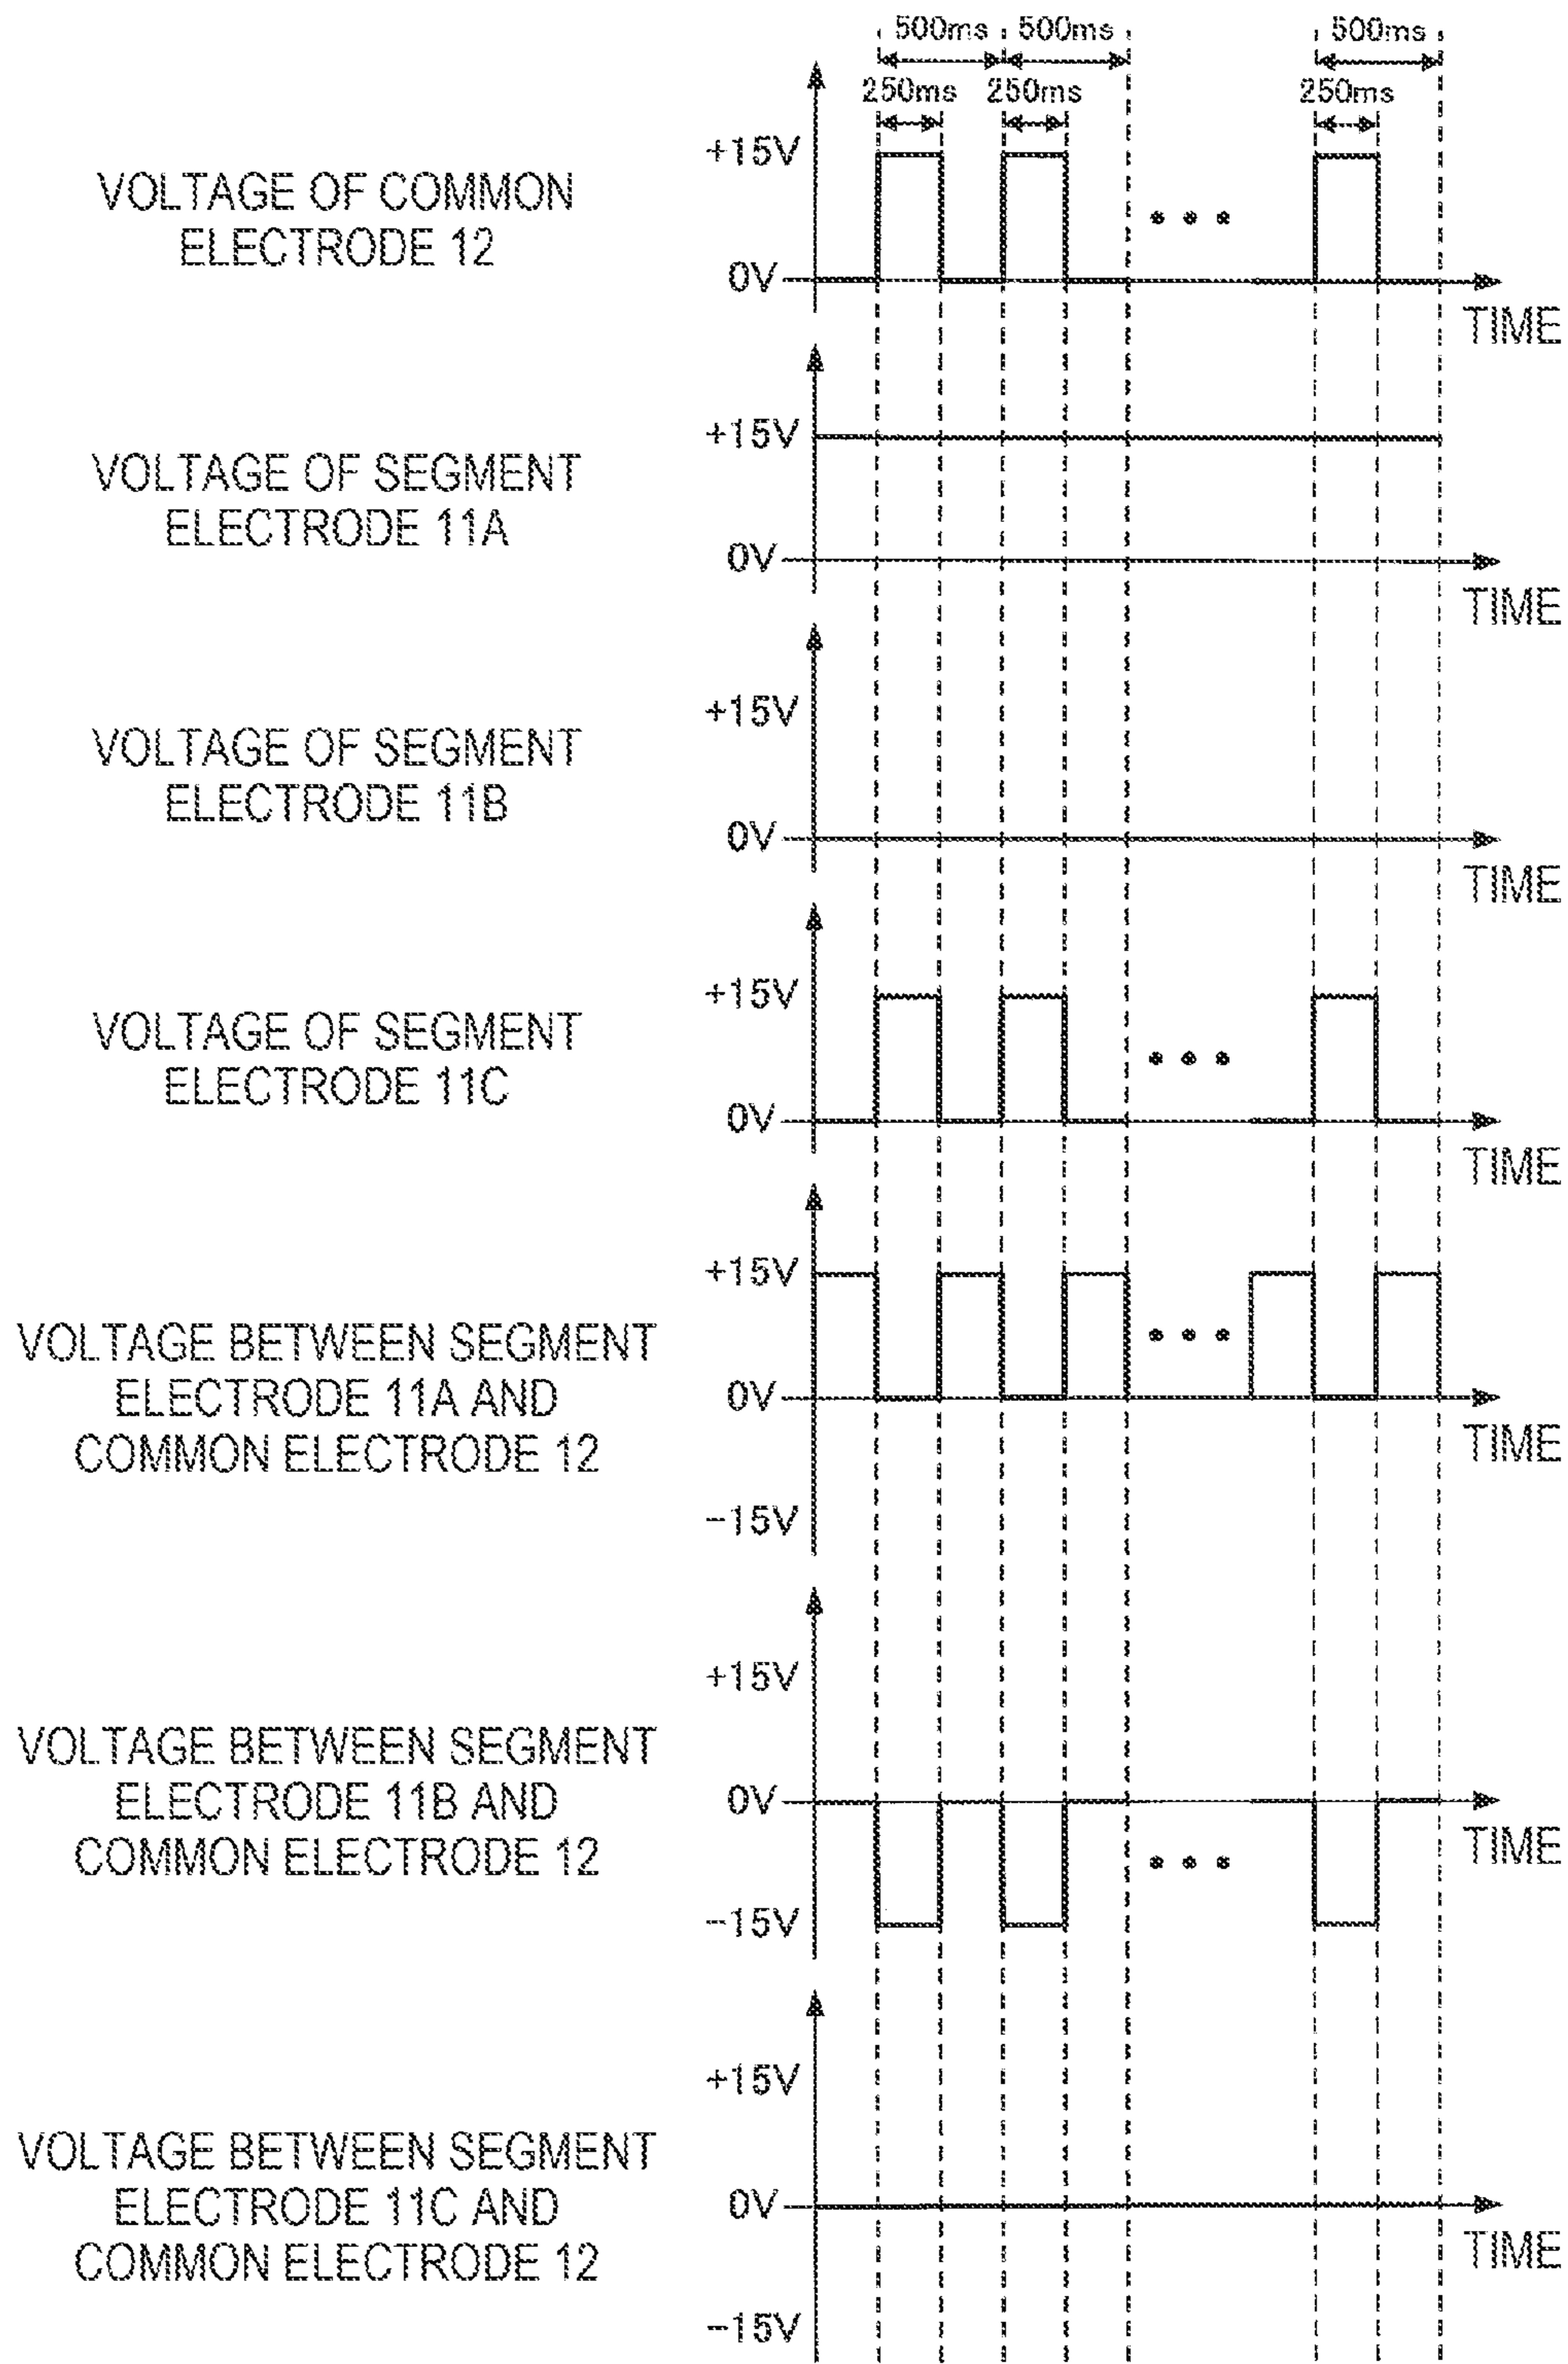 500ms 500ms 500ms
250ms 250ms 250ms
VOLTAGE OF COMMON
ELECTRODE 12
+15V
0V
TIME
VOLTAGE OF SEGMENT
ELECTRODE 11A
+15V
0V
TIME
VOLTAGE OF SEGMENT
ELECTRODE 11B
+15V
0V
TIME
VOLTAGE OF SEGMENT
ELECTRODE 11C
+15V
0V
TIME
VOLTAGE BETWEEN SEGMENT
ELECTRODE 11A AND
COMMON ELECTRODE 12
+15V
0V
−15V
TIME
VOLTAGE BETWEEN SEGMENT
ELECTRODE 11B AND
COMMON ELECTRODE 12
+15V
0V
−15V
TIME
VOLTAGE BETWEEN SEGMENT
ELECTRODE 11C AND
COMMON ELECTRODE 12
+15V
0V
−15V
TIME